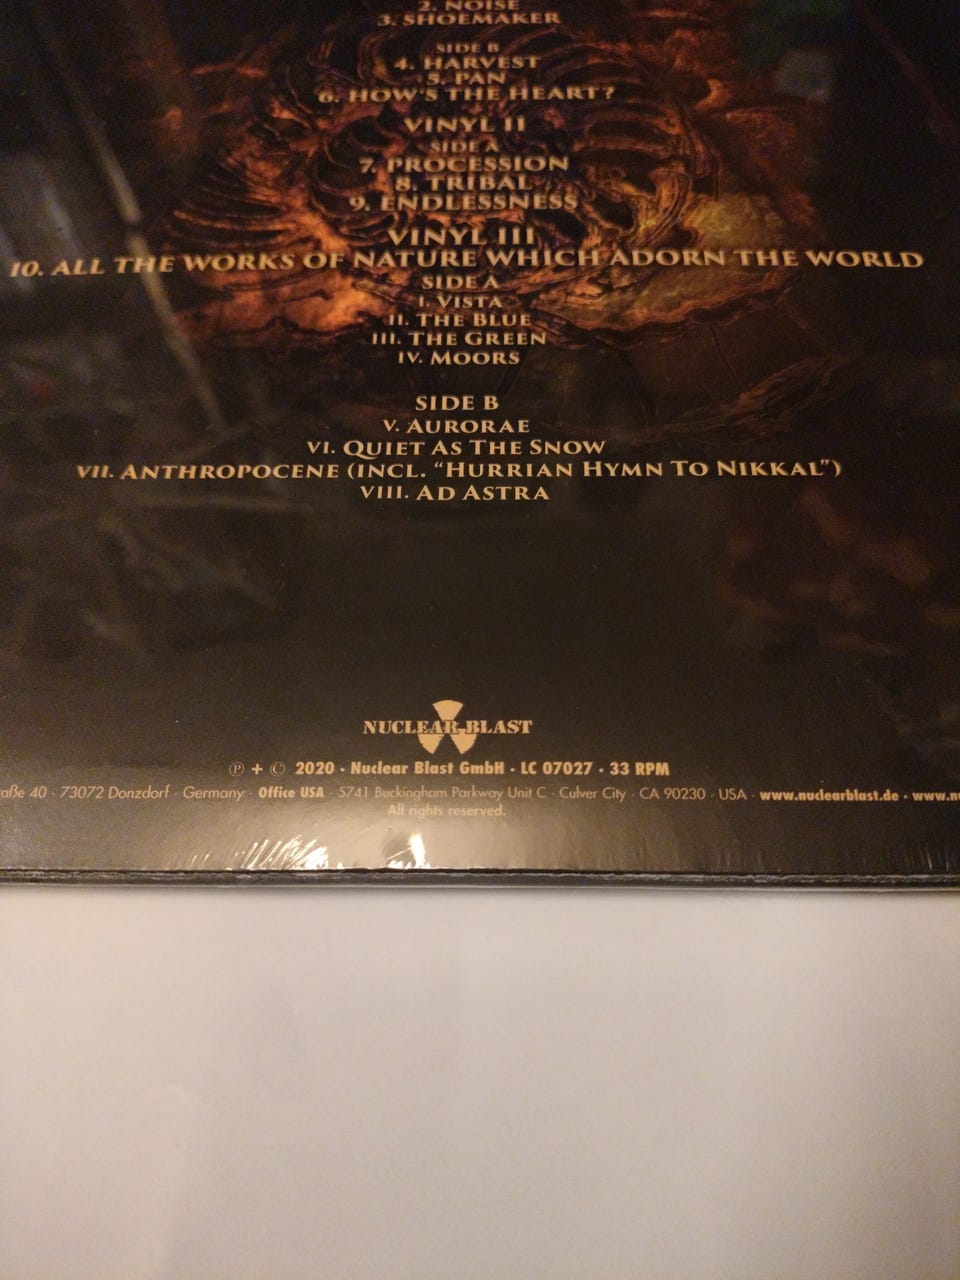 2. NOISE
3. SHOEMAKER
SIDE B
4. HARVEST
5. PAN
6. HOW'S THE HEART?
VINYL II
SIDE A
7. PROCESSION
8. TRIBAL
9. ENDLESSNESS
VINYL III
10. ALL THE WORKS OF NATURE WHICH ADORN THE WORLD
SIDE A
I. VISTA
II. THE BLUE
III. THE GREEN
IV. MOORS
SIDE B
V. AURORAE
VI. QUIET AS THE SNOW
VII. ANTHROPOCENE (INCL. “HURRIAN HYMN TO NIKKAL”)
VIII. AD ASTRA
NUCLEAR BLAST
℗ + © 2020 · Nuclear Blast GmbH · LC 07027 · 33 RPM
raße 40 · 73072 Donzdorf · Germany · Office USA · 5741 Buckingham Parkway Unit C · Culver City · CA 90230 · USA · www.nuclearblast.de · www.nu
All rights reserved.